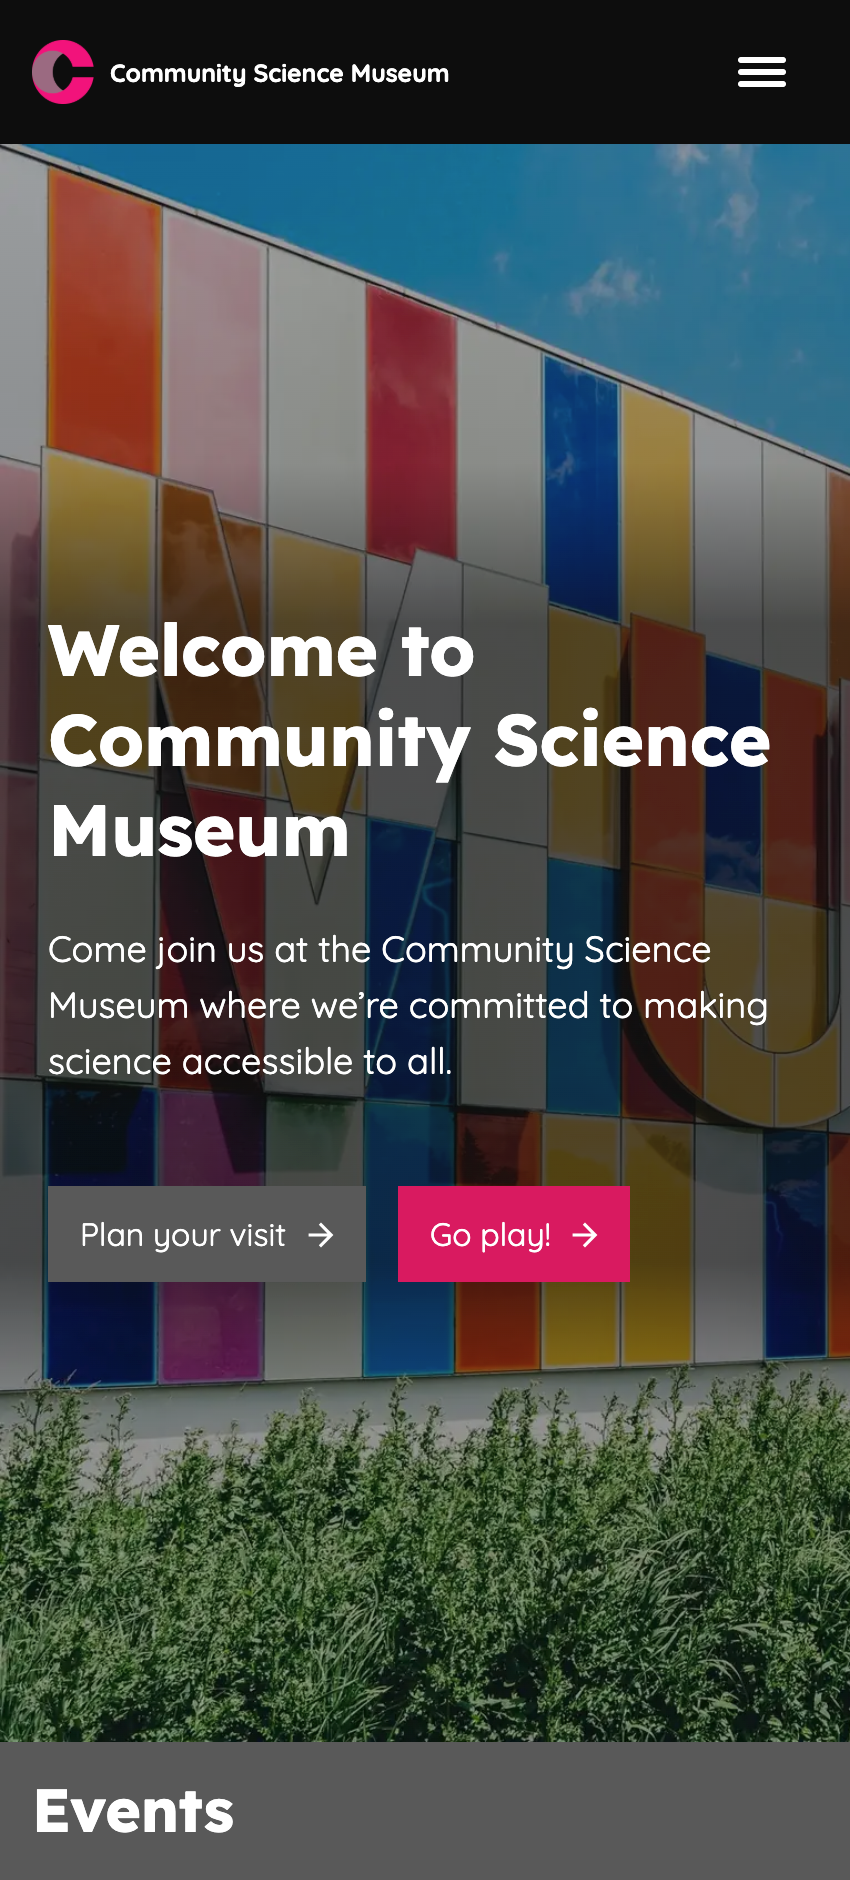 Community Science Museum
Welcome to
Community Science
Museum
Come join us at the Community Science
Museum where we’re committed to making
science accessible to all.
Plan your visit →
Go play! →
Events